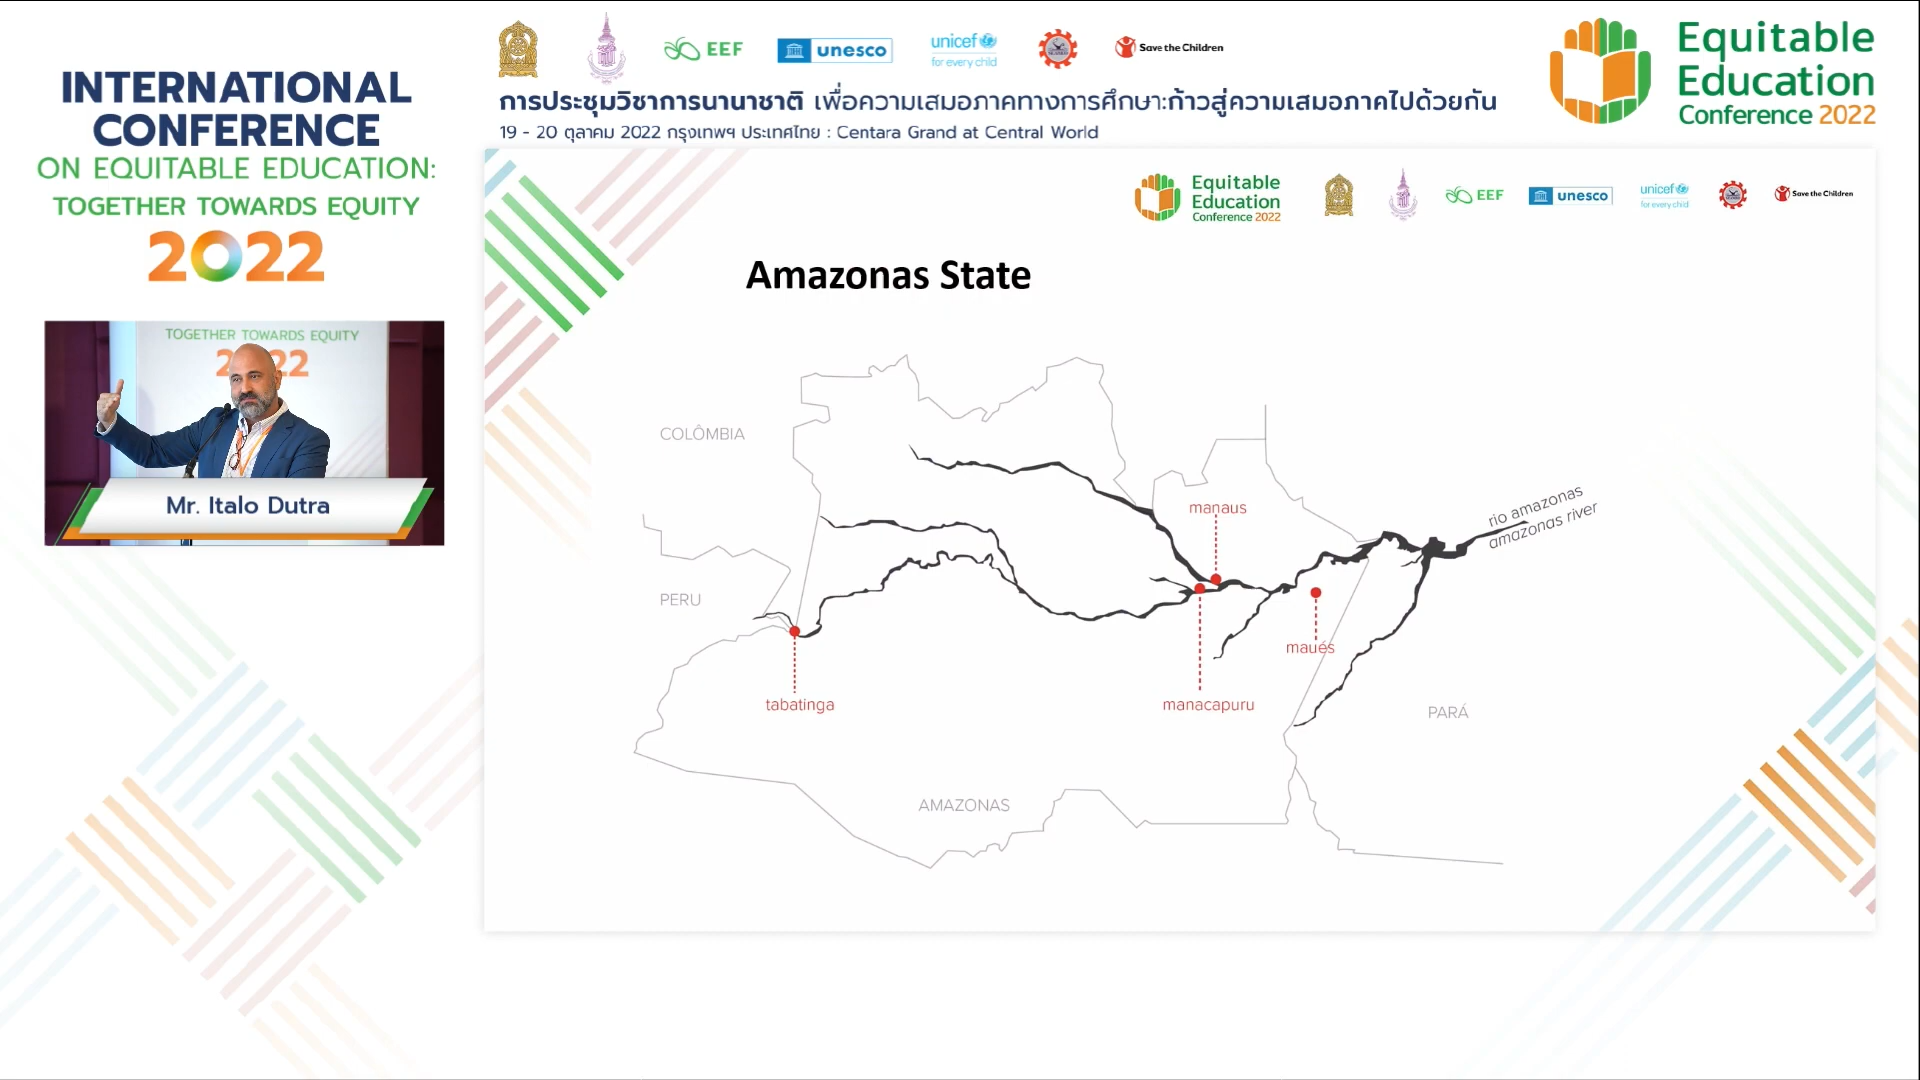 INTERNATIONAL
CONFERENCE
ON EQUITABLE EDUCATION:
TOGETHER TOWARDS EQUITY
2022
EEF
unesco
unicef
for every child
Save the Children
การประชุมวิชาการนานาชาติ เพื่อความเสมอภาคทางการศึกษา:ก้าวสู่ความเสมอภาคไปด้วยกัน
19 - 20 ตุลาคม 2022 กรุงเทพฯ ประเทศไทย : Centara Grand at Central World
Equitable
Education
Conference 2022
TOGETHER TOWARDS EQUITY
Mr. Italo Dutra
Equitable
Education
Conference 2022
EEF
unesco
unicef
for every child
Save the Children
Amazonas State
COLÔMBIA
PERU
manaus
rio amazonas
amazonas river
maués
tabatinga
manacapuru
PARÁ
AMAZONAS